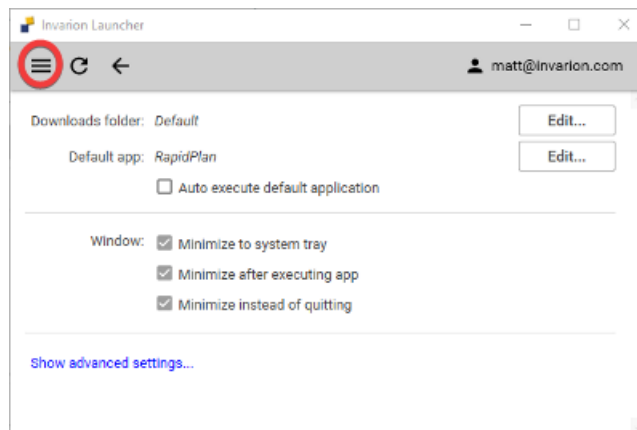 Invarion Launcher
matt@invarion.com
Downloads folder: Default Edit...
Default app: RapidPlan Edit...
Auto execute default application
Window: Minimize to system tray
Minimize after executing app
Minimize instead of quitting
Show advanced settings...